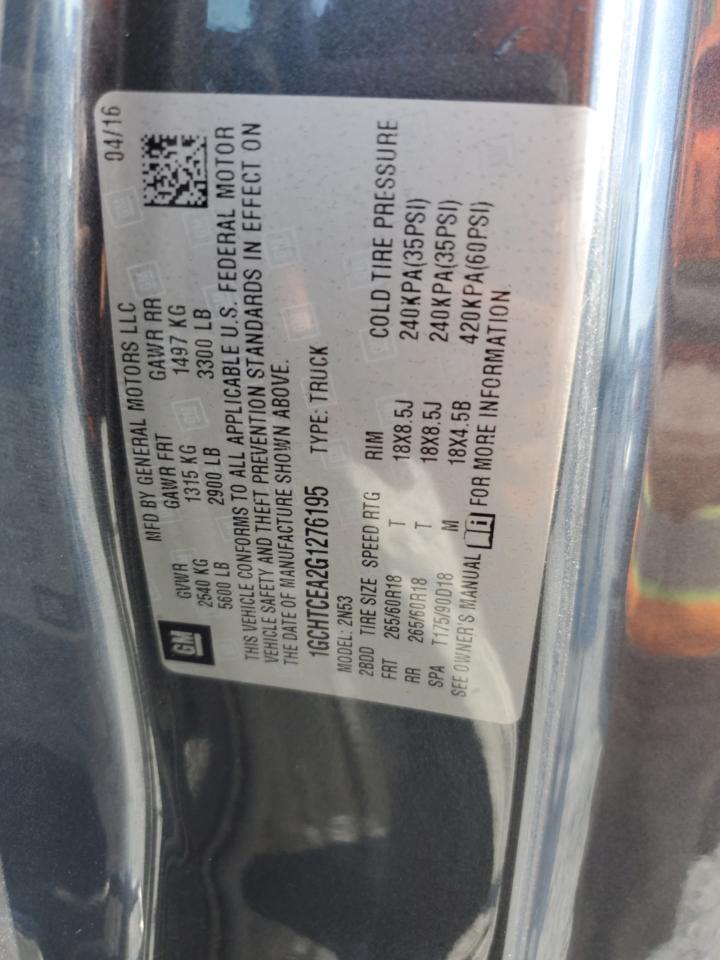 MFD BY GENERAL MOTORS LLC 04/16
GM
GVWR GAWR FRT GAWR RR
2540 KG 1315 KG 1497 KG
5600 LB 2900 LB 3300 LB
THIS VEHICLE CONFORMS TO ALL APPLICABLE U.S. FEDERAL MOTOR
VEHICLE SAFETY AND THEFT PREVENTION STANDARDS IN EFFECT ON
THE DATE OF MANUFACTURE SHOWN ABOVE.
1GCHTCEA2G1276195 TYPE: TRUCK
MODEL: 2N53
2BDD TIRE SIZE SPEED RTG RIM COLD TIRE PRESSURE
FRT 265/60R18 T 18X8.5J 240KPA(35PSI)
RR 265/60R18 T 18X8.5J 240KPA(35PSI)
SPA T175/90D18 M 18X4.5B 420KPA(60PSI)
SEE OWNER'S MANUAL i FOR MORE INFORMATION.